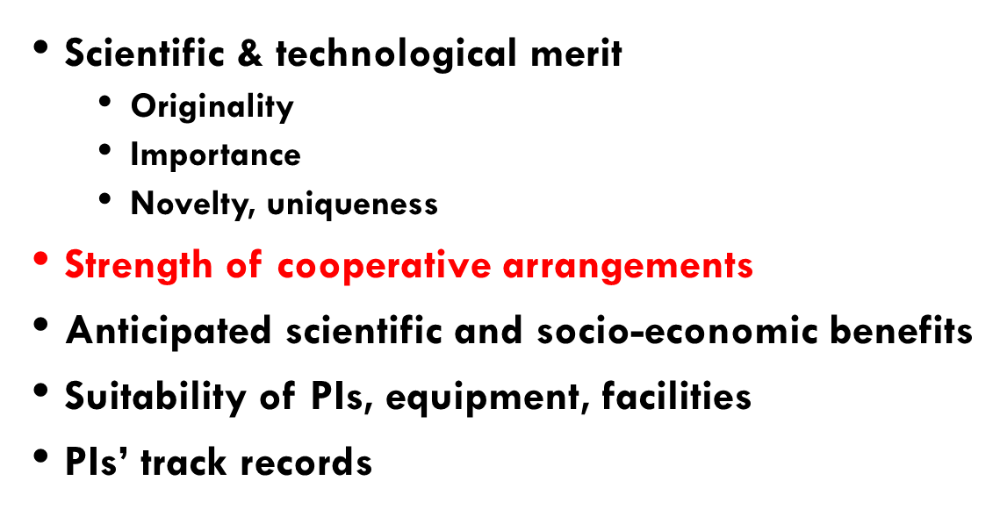 • Scientific & technological merit
• Originality
• Importance
• Novelty, uniqueness
• Strength of cooperative arrangements
• Anticipated scientific and socio-economic benefits
• Suitability of PIs, equipment, facilities
• PIs’ track records